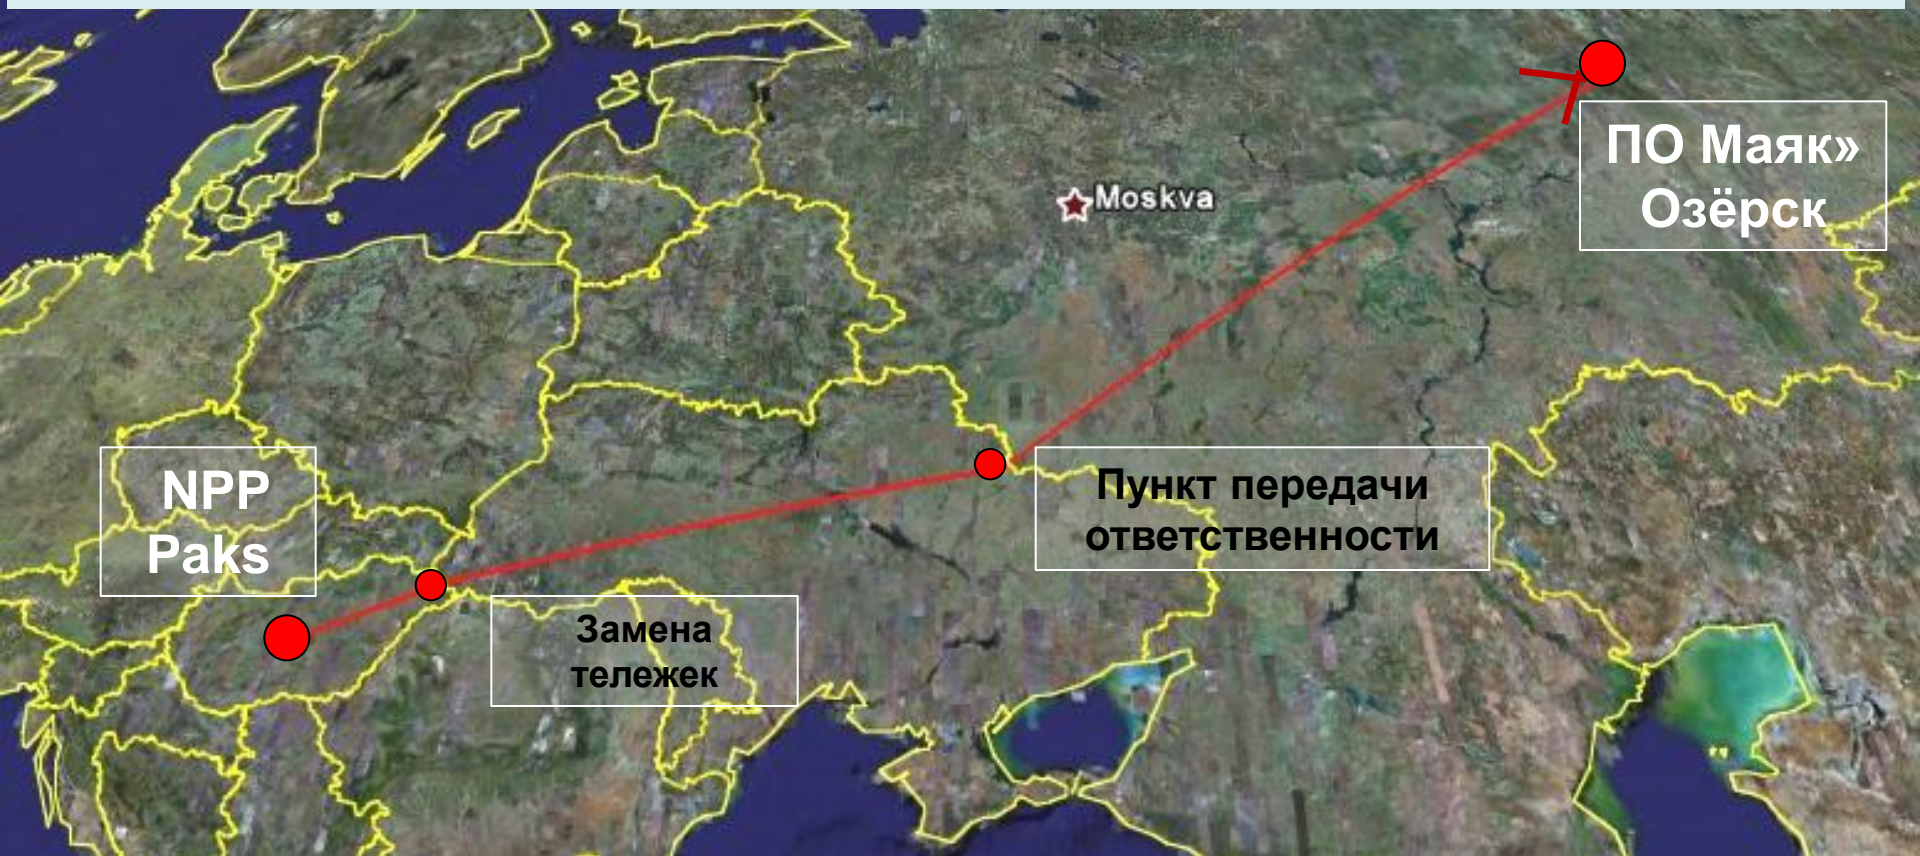 ПО Маяк»
Озёрск
Moskva
NPP
Paks
Пункт передачи
ответственности
Замена
тележек